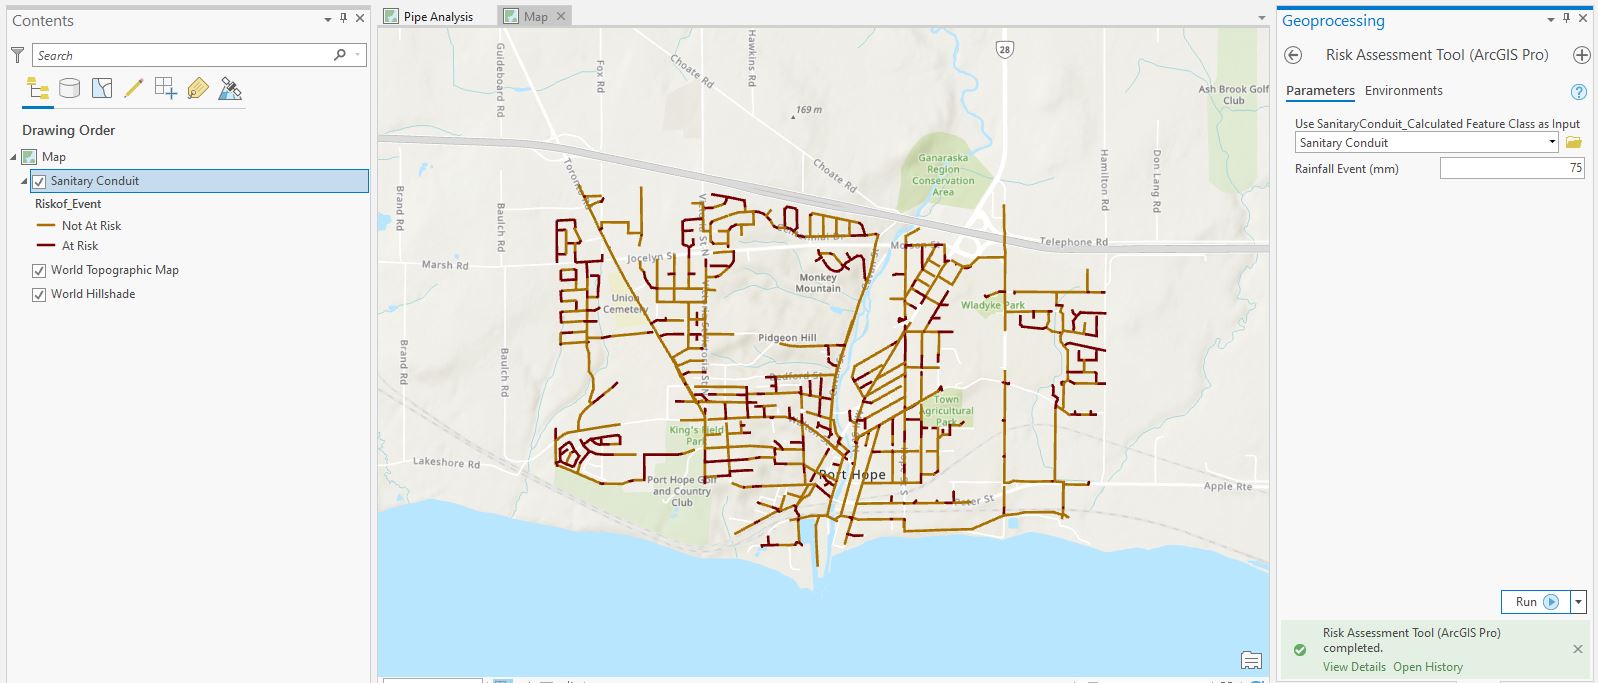 Contents
Search
Drawing Order
Map
Sanitary Conduit
Riskof_Event
Not At Risk
At Risk
World Topographic Map
World Hillshade
Pipe Analysis
Map
28
Guideboard Rd
Fox Rd
Hawkins Rd
Choate Rd
169 m
Ash Brook Golf
Club
Choate Rd
Ganaraska
Region
Conservation
Area
Hamilton Rd
Don Lang Rd
Brand Rd
Baulch Rd
Marsh Rd
Jocelyn St
Telephone Rd
Monkey
Mountain
Union
Cemetery
Wladyke Park
Pidgeon Hill
Brand Rd
Baulch Rd
Town
Agricultural
Park
King's Field
Park
Lakeshore Rd
Port Hope
Port Hope Golf
and Country
Club
Peter St
Apple Rte
Geoprocessing
Risk Assessment Tool (ArcGIS Pro)
Parameters Environments
?
Use SanitaryConduit_Calculated Feature Class as Input
Sanitary Conduit
Rainfall Event (mm) 75
Run
Risk Assessment Tool (ArcGIS Pro)
completed.
View Details Open History